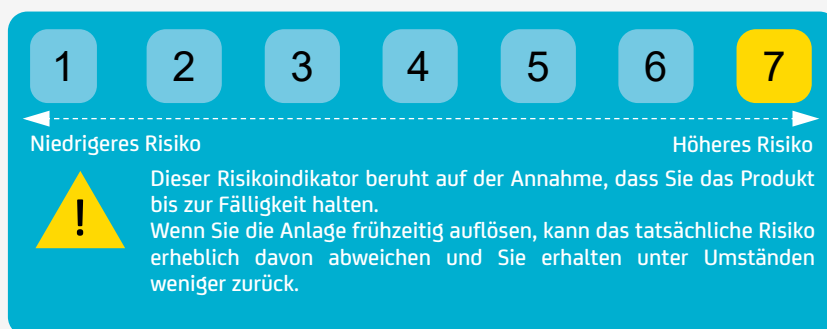 1 2 3 4 5 6 7
Niedrigeres Risiko Höheres Risiko
Dieser Risikoindikator beruht auf der Annahme, dass Sie das Produkt
bis zur Fälligkeit halten.
Wenn Sie die Anlage frühzeitig auflösen, kann das tatsächliche Risiko
erheblich davon abweichen und Sie erhalten unter Umständen
weniger zurück.
!